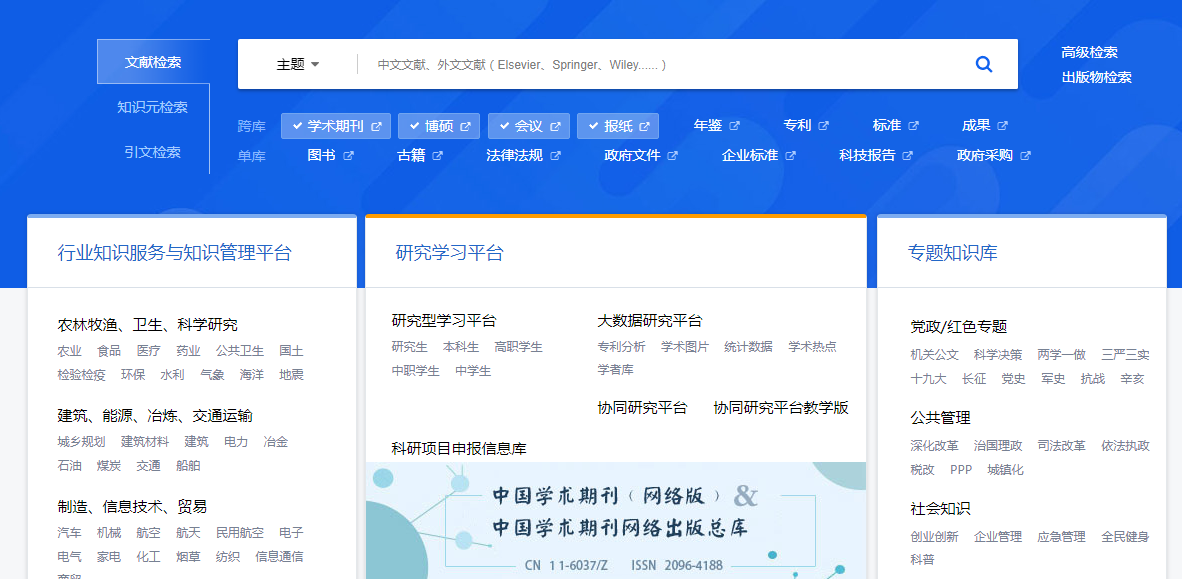 文献检索
主题
中文文献、外文文献（Elsevier、Springer、Wiley......）
高级检索
出版物检索
知识元检索
引文检索
跨库 学术期刊 博硕 会议 报纸 年鉴 专利 标准 成果
单库 图书 古籍 法律法规 政府文件 企业标准 科技报告 政府采购
行业知识服务与知识管理平台
农林牧渔、卫生、科学研究
农业 食品 医疗 药业 公共卫生 国土
检验检疫 环保 水利 气象 海洋 地震
建筑、能源、冶炼、交通运输
城乡规划 建筑材料 建筑 电力 冶金
石油 煤炭 交通 船舶
制造、信息技术、贸易
汽车 机械 航空 航天 民用航空 电子
电气 家电 化工 烟草 纺织 信息通信
研究学习平台
研究型学习平台
研究生 本科生 高职学生
中职学生 中学生
大数据研究平台
专利分析 学术图片 统计数据 学术热点
学者库
协同研究平台 协同研究平台教学版
科研项目申报信息库
中国学术期刊（网络版）&
中国学术期刊网络出版总库
CN 11-6037/Z ISSN 2096-4188
专题知识库
党政/红色专题
机关公文 科学决策 两学一做 三严三实
十九大 长征 党史 军史 抗战 辛亥
公共管理
深化改革 治国理政 司法改革 依法执政
税改 PPP 城镇化
社会知识
创业创新 企业管理 应急管理 全民健身
科普